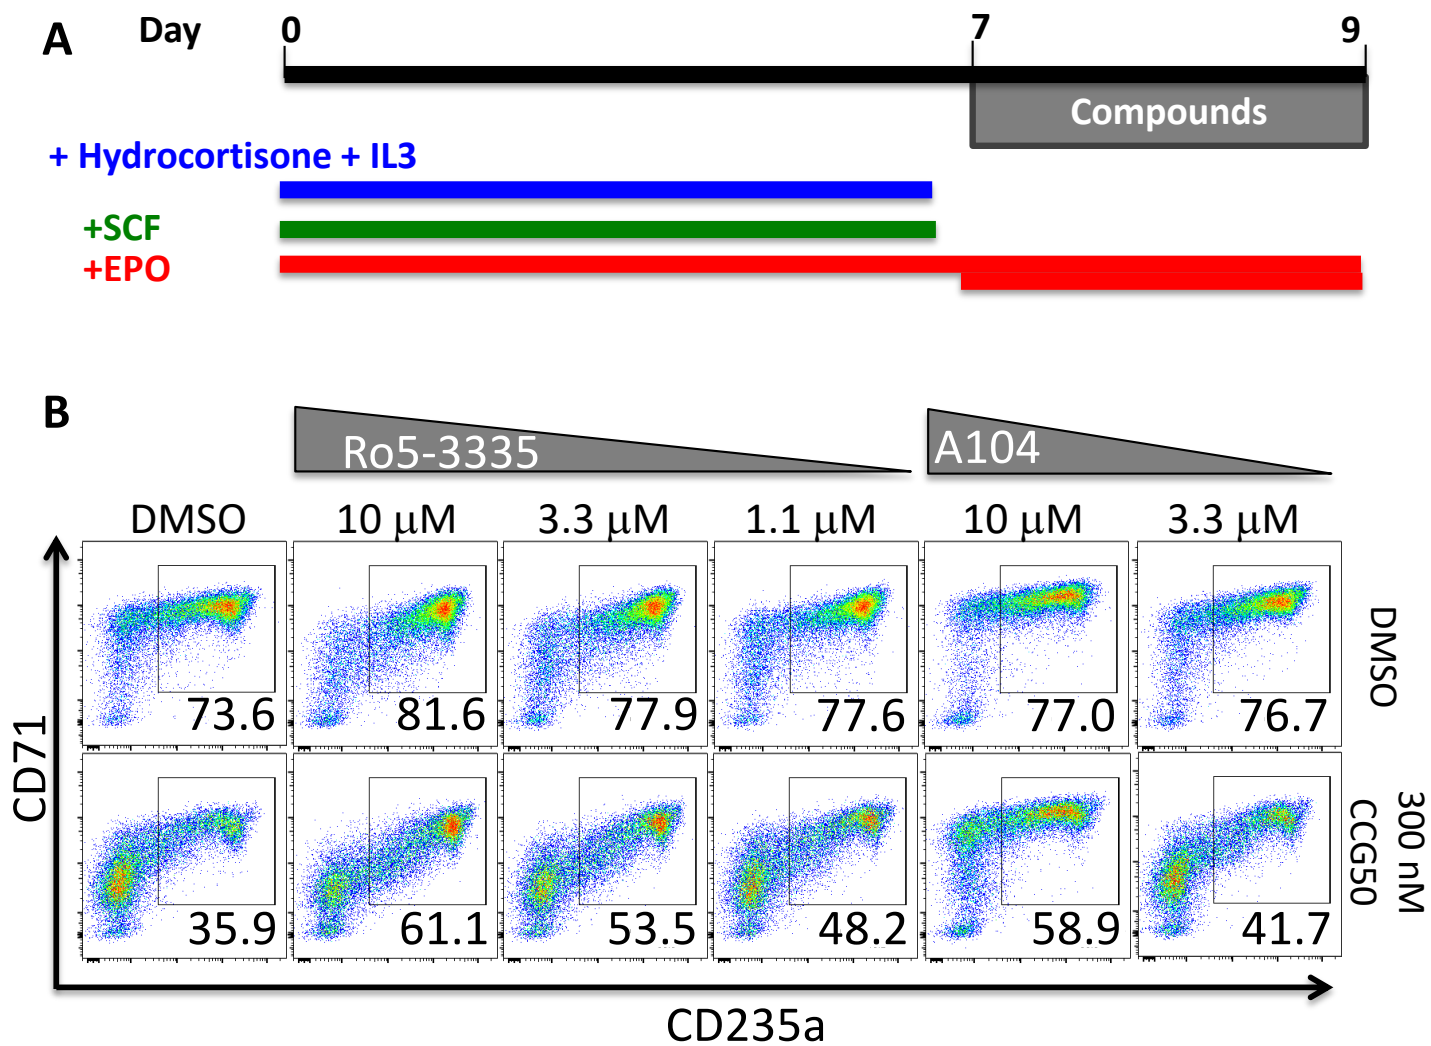 A Day 0 7 9
Compounds
+ Hydrocortisone + IL3
+SCF
+EPO
B
Ro5-3335 A104
DMSO 10 μM 3.3 μM 1.1 μM 10 μM 3.3 μM
73.6 81.6 77.9 77.6 77.0 76.7
DMSO
35.9 61.1 53.5 48.2 58.9 41.7
300 nM
CCG50
CD71
CD235a